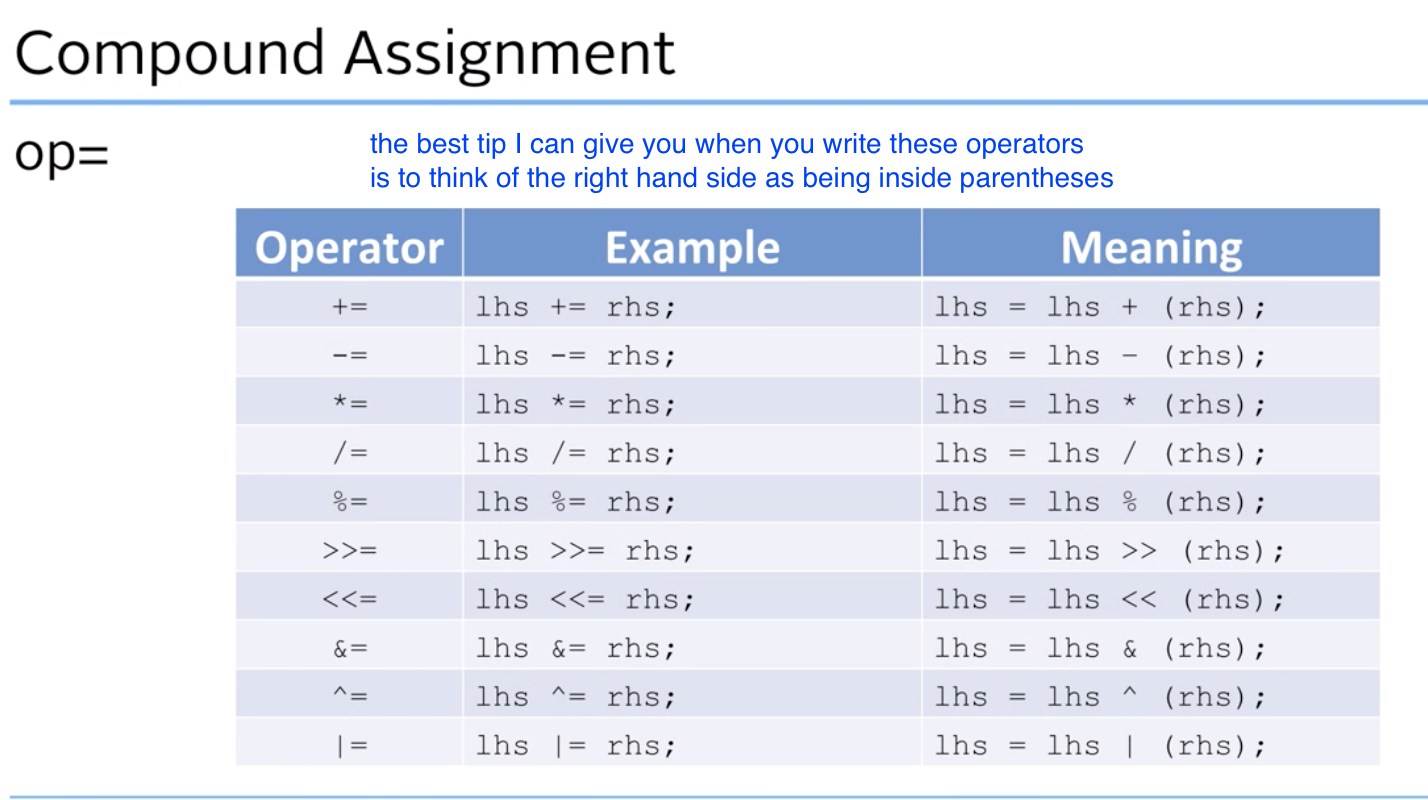 Compound Assignment
op=
the best tip I can give you when you write these operators
is to think of the right hand side as being inside parentheses
Operator Example Meaning
+= lhs += rhs; lhs = lhs + (rhs);
-= lhs -= rhs; lhs = lhs - (rhs);
*= lhs *= rhs; lhs = lhs * (rhs);
/= lhs /= rhs; lhs = lhs / (rhs);
%= lhs %= rhs; lhs = lhs % (rhs);
>>= lhs >>= rhs; lhs = lhs >> (rhs);
<<= lhs <<= rhs; lhs = lhs << (rhs);
&= lhs &= rhs; lhs = lhs & (rhs);
^= lhs ^= rhs; lhs = lhs ^ (rhs);
|= lhs |= rhs; lhs = lhs | (rhs);